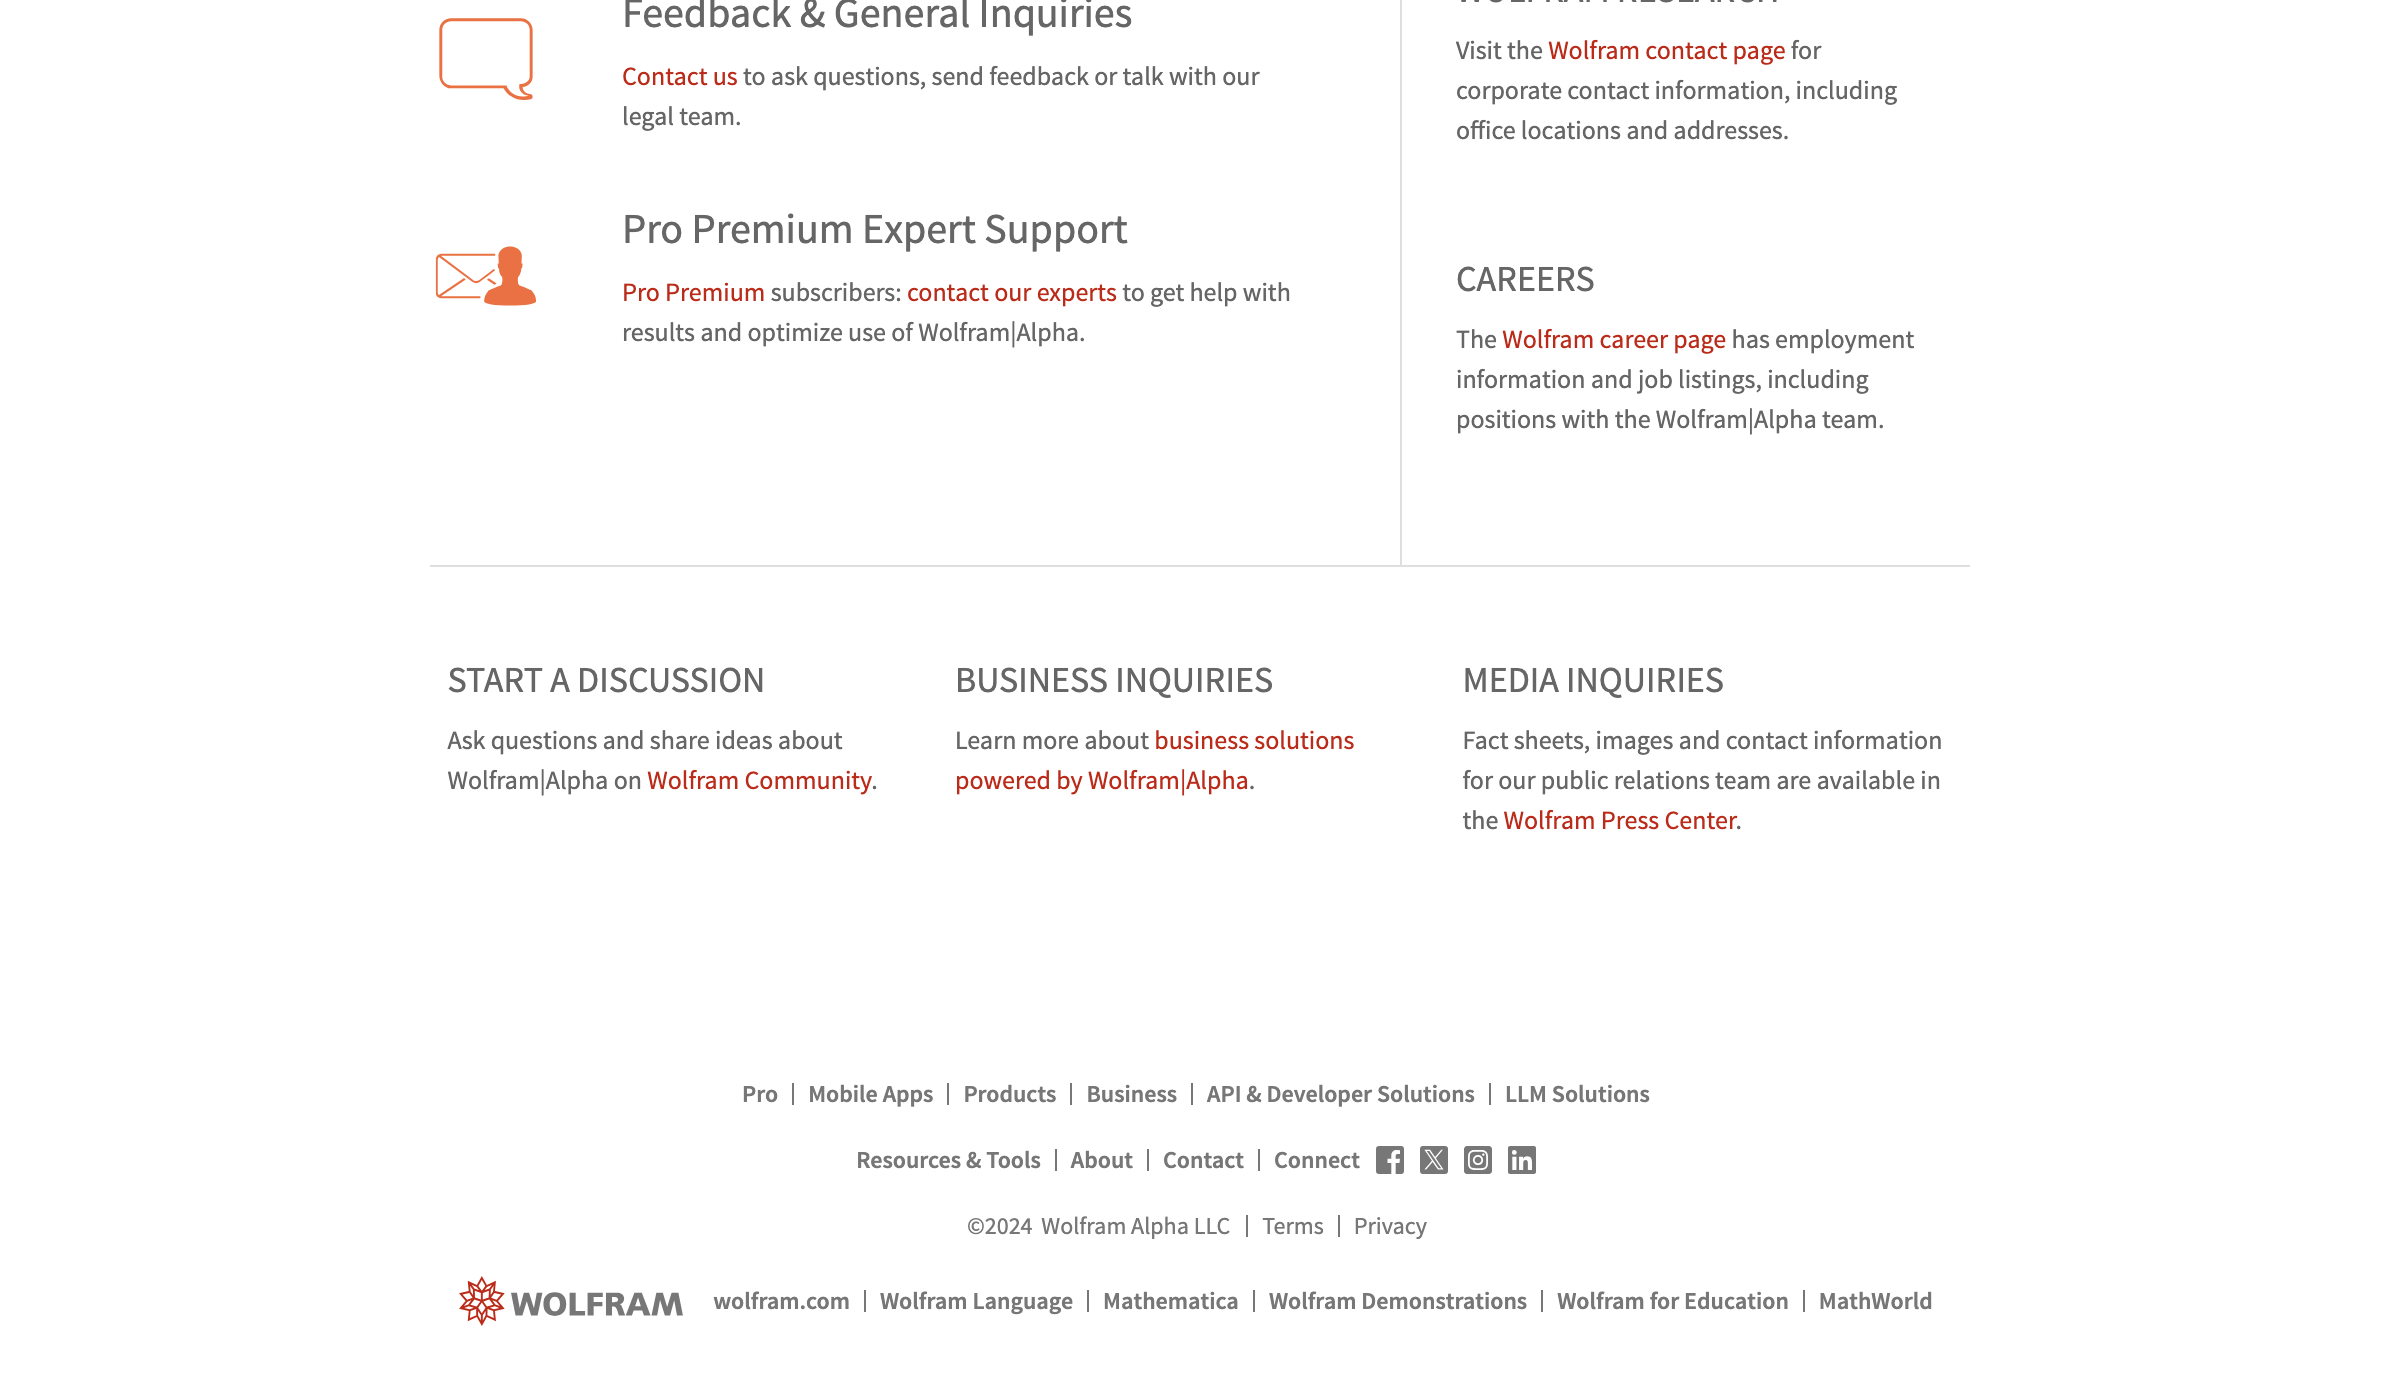 Feedback & General Inquiries
Contact us to ask questions, send feedback or talk with our
legal team.
Pro Premium Expert Support
Pro Premium subscribers: contact our experts to get help with
results and optimize use of Wolfram|Alpha.
WOLFRAM RESEARCH
Visit the Wolfram contact page for
corporate contact information, including
office locations and addresses.
CAREERS
The Wolfram career page has employment
information and job listings, including
positions with the Wolfram|Alpha team.
START A DISCUSSION
Ask questions and share ideas about
Wolfram|Alpha on Wolfram Community.
BUSINESS INQUIRIES
Learn more about business solutions
powered by Wolfram|Alpha.
MEDIA INQUIRIES
Fact sheets, images and contact information
for our public relations team are available in
the Wolfram Press Center.
Pro | Mobile Apps | Products | Business | API & Developer Solutions | LLM Solutions
Resources & Tools | About | Contact | Connect
©2024 Wolfram Alpha LLC | Terms | Privacy
WOLFRAM wolfram.com | Wolfram Language | Mathematica | Wolfram Demonstrations | Wolfram for Education | MathWorld